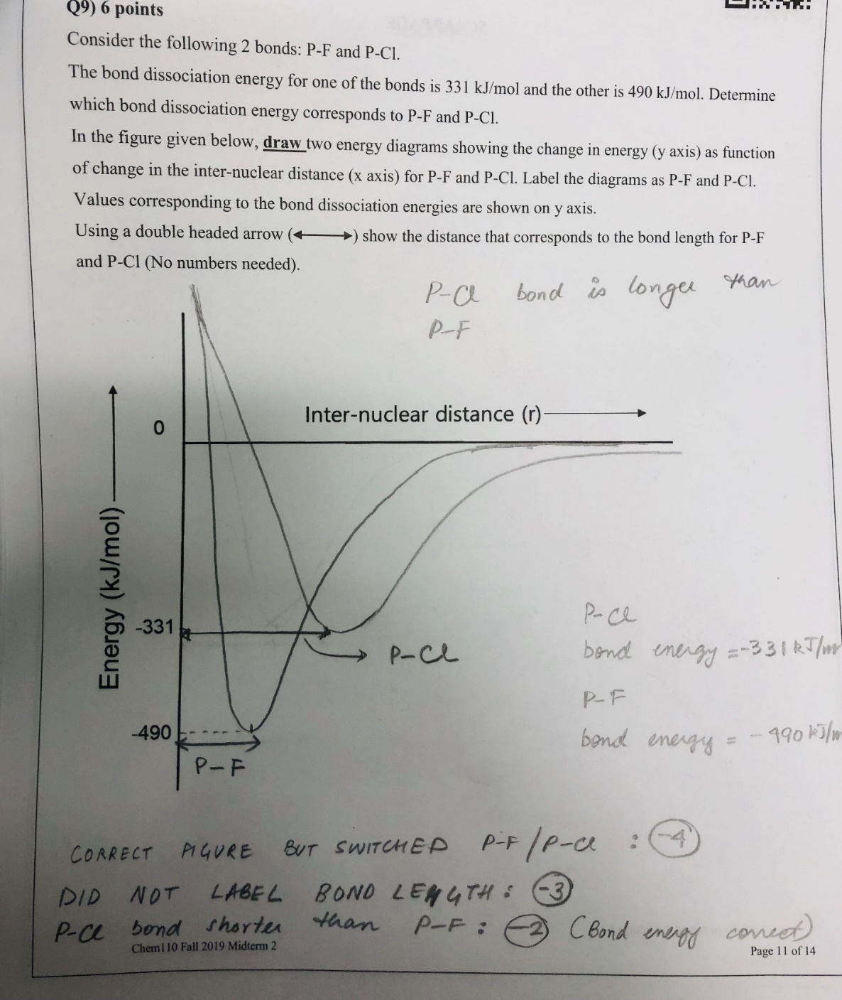 Q9) 6 points
Consider the following 2 bonds: P-F and P-Cl.
The bond dissociation energy for one of the bonds is 331 kJ/mol and the other is 490 kJ/mol. Determine
which bond dissociation energy corresponds to P-F and P-Cl.
In the figure given below, draw two energy diagrams showing the change in energy (y axis) as function
of change in the inter-nuclear distance (x axis) for P-F and P-Cl. Label the diagrams as P-F and P-Cl.
Values corresponding to the bond dissociation energies are shown on y axis.
Using a double headed arrow (⟷) show the distance that corresponds to the bond length for P-F
and P-Cl (No numbers needed).
P-Cl bond is longer than
P-F
Inter-nuclear distance (r)
0
Energy (kJ/mol)
-331
P-Cl
P-Cl
bond energy = -331 kJ/m
P-F
bond energy = -490 kJ/m
-490
P-F
CORRECT FIGURE BUT SWITCHED P-F/P-Cl : -4
DID NOT LABEL BOND LENGTH: -3
P-Cl bond shorter than P-F : -2 (Bond energy correct)
Chem110 Fall 2019 Midterm 2
Page 11 of 14